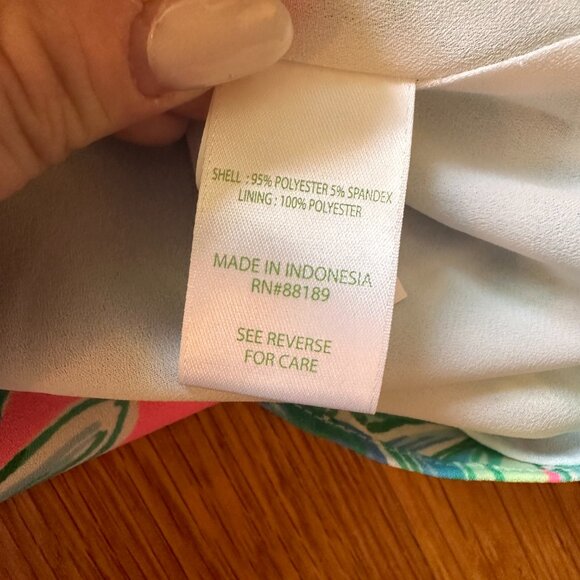 SHELL : 95% POLYESTER 5% SPANDEX
LINING : 100% POLYESTER
MADE IN INDONESIA
RN#88189
SEE REVERSE
FOR CARE